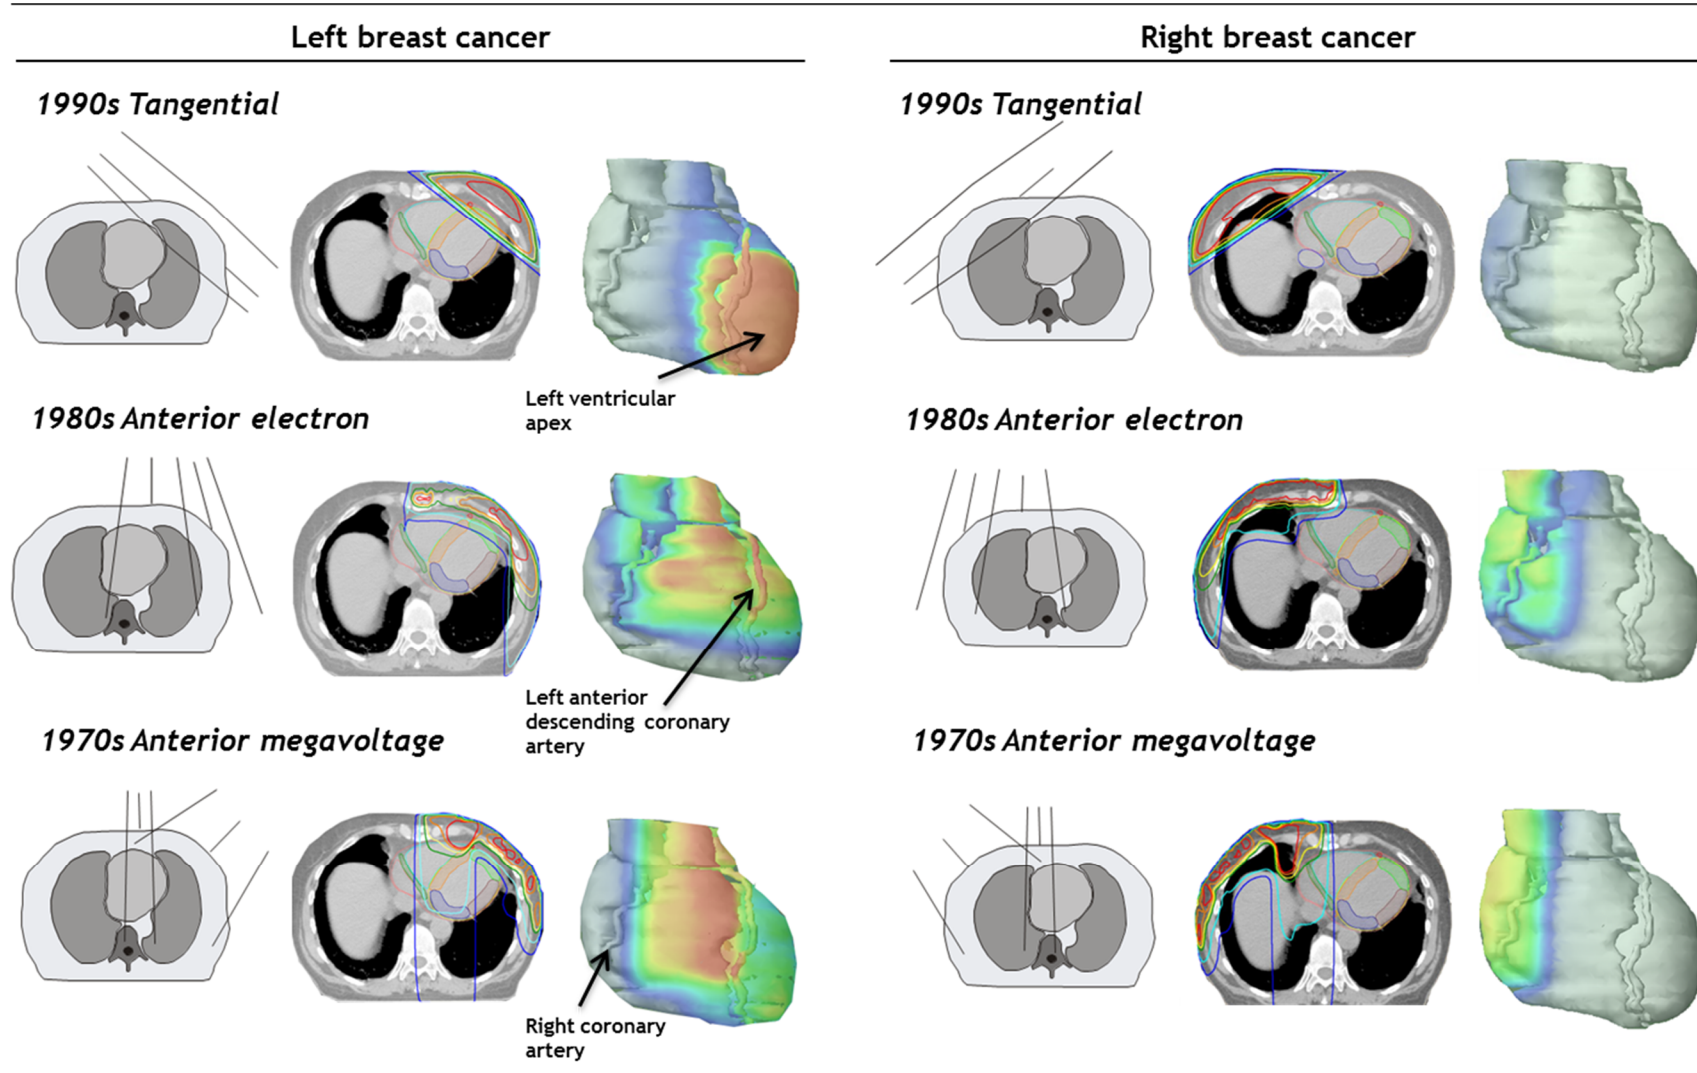 Left breast cancer
Right breast cancer
1990s Tangential
1990s Tangential
Left ventricular
apex
1980s Anterior electron
1980s Anterior electron
Left anterior
descending coronary
artery
1970s Anterior megavoltage
1970s Anterior megavoltage
Right coronary
artery